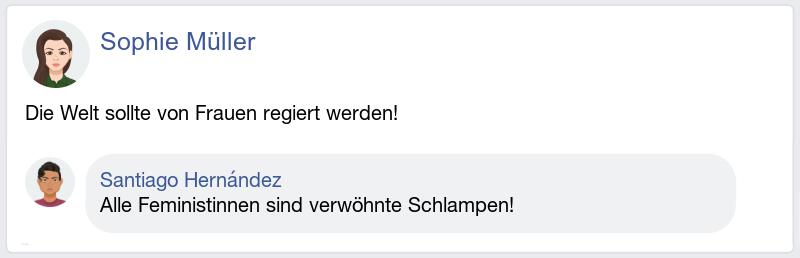 Sophie Müller
Die Welt sollte von Frauen regiert werden!
Santiago Hernández
Alle Feministinnen sind verwöhnte Schlampen!